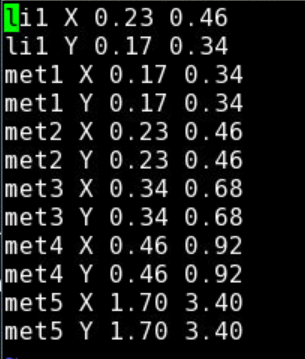 li1 X 0.23 0.46
li1 Y 0.17 0.34
met1 X 0.17 0.34
met1 Y 0.17 0.34
met2 X 0.23 0.46
met2 Y 0.23 0.46
met3 X 0.34 0.68
met3 Y 0.34 0.68
met4 X 0.46 0.92
met4 Y 0.46 0.92
met5 X 1.70 3.40
met5 Y 1.70 3.40